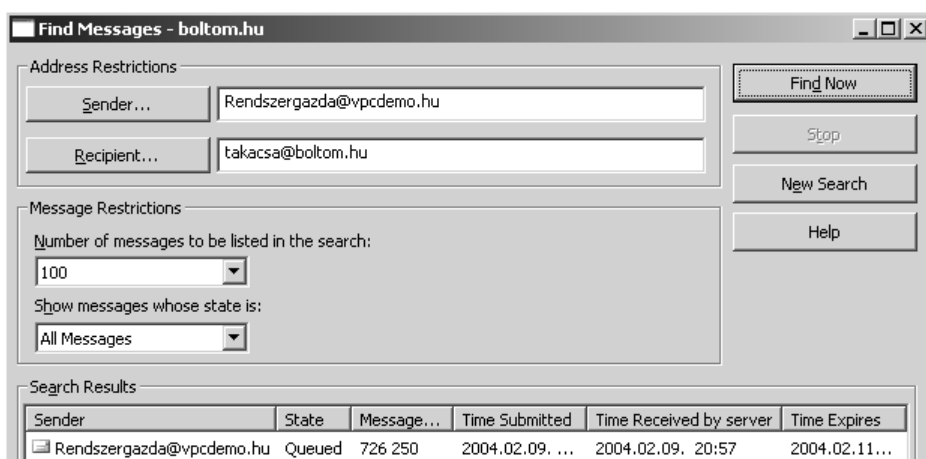 Find Messages - boltom.hu
Address Restrictions
Sender... Rendszergazda@vpcdemo.hu
Recipient... takacsa@boltom.hu
Find Now
Stop
New Search
Help
Message Restrictions
Number of messages to be listed in the search:
100
Show messages whose state is:
All Messages
Search Results
Sender State Message... Time Submitted Time Received by server Time Expires
Rendszergazda@vpcdemo.hu Queued 726 250 2004.02.09. ... 2004.02.09. 20:57 2004.02.11...